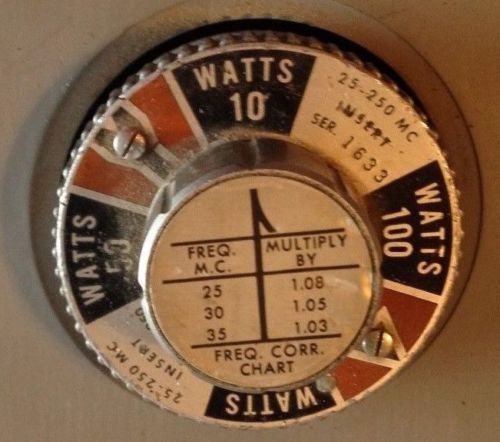 WATTS
10
25-250 MC
INSERT
SER. 1633
WATTS
100
WATTS
50
25-250 MC
INSERT
WATTS
FREQ. MULTIPLY
M.C. BY
25 1.08
30 1.05
35 1.03
FREQ. CORR.
CHART